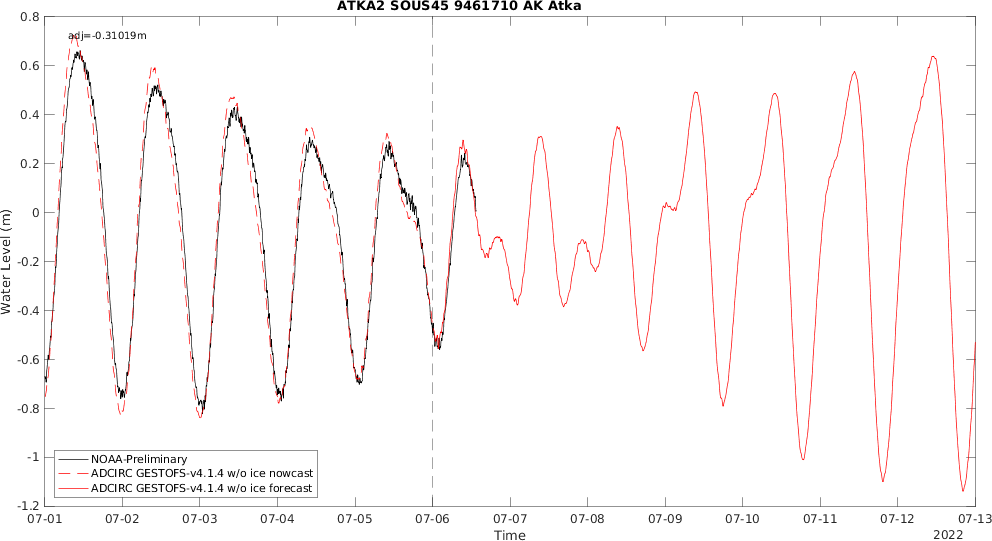 ATKA2 SOUS45 9461710 AK Atka
adj=-0.31019m
0.8
0.6
0.4
0.2
0
-0.2
-0.4
-0.6
-0.8
-1
-1.2
Water Level (m)
NOAA-Preliminary
ADCIRC GESTOFS-v4.1.4 w/o ice nowcast
ADCIRC GESTOFS-v4.1.4 w/o ice forecast
07-01 07-02 07-03 07-04 07-05 07-06 07-07 07-08 07-09 07-10 07-11 07-12 07-13
Time
2022